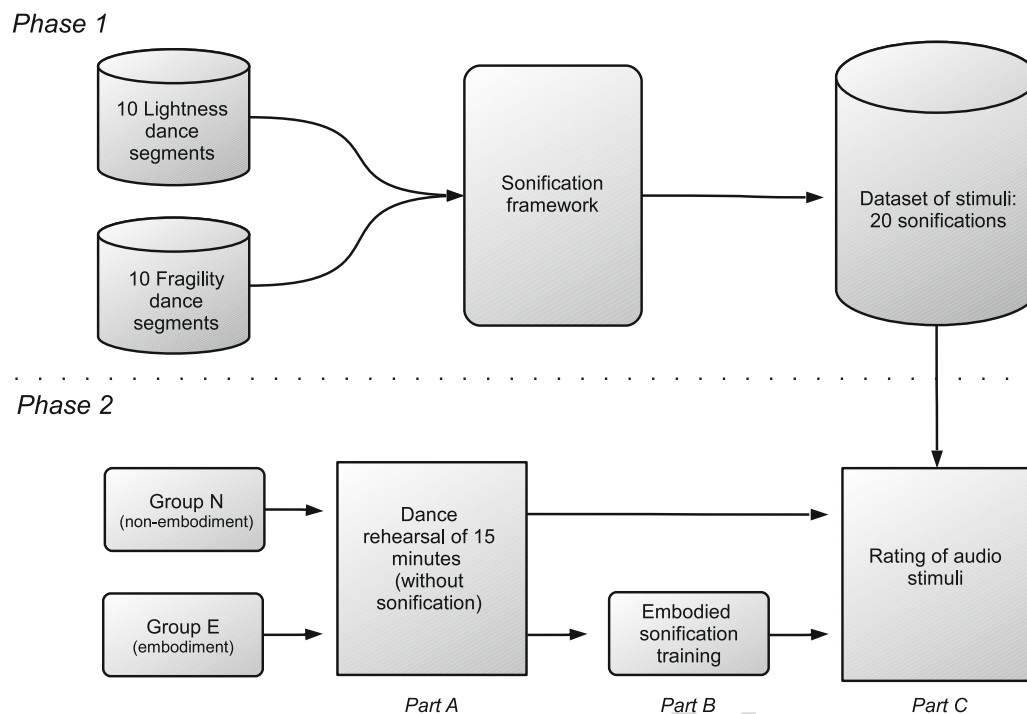 Phase 1
10 Lightness
dance
segments
10 Fragility
dance
segments
Sonification
framework
Dataset of stimuli:
20 sonifications
Phase 2
Group N
(non-embodiment)
Group E
(embodiment)
Dance
rehearsal of 15
minutes
(without
sonification)
Embodied
sonification
training
Rating of audio
stimuli
Part A
Part B
Part C